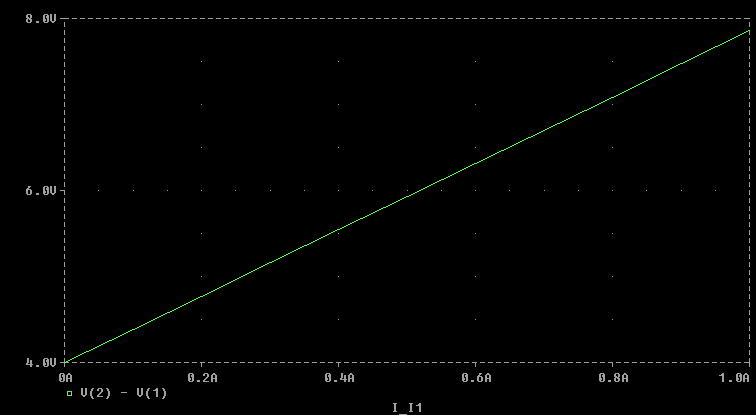 8.0V
6.0V
4.0V
0A 0.2A 0.4A 0.6A 0.8A 1.0A
V(2) - V(1)
I_I1